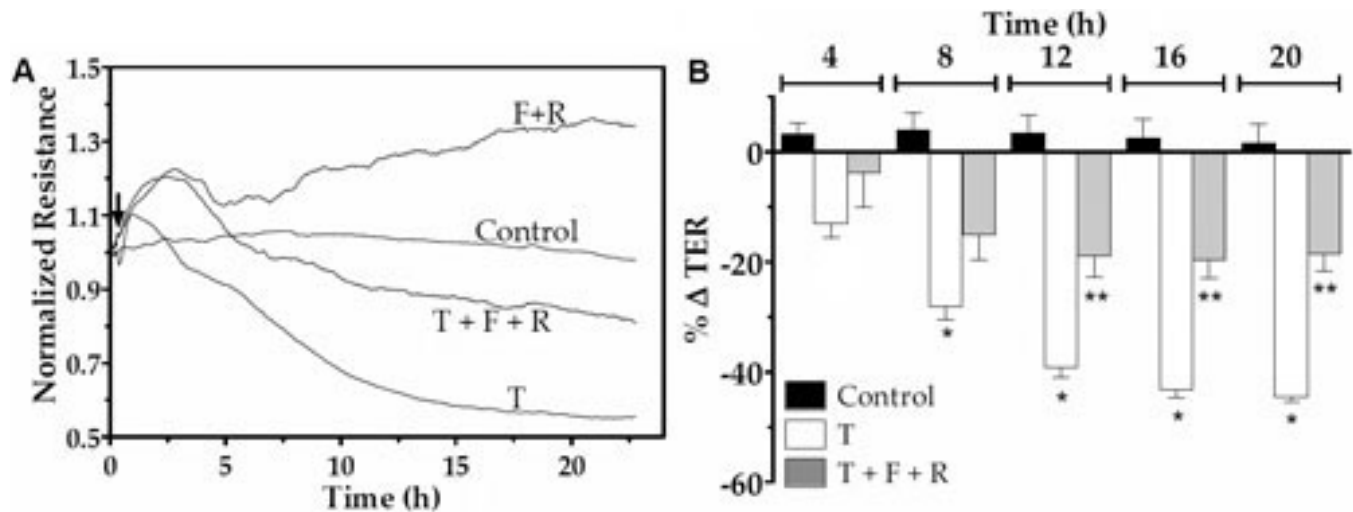 A
Normalized Resistance
1.5
1.3
1.1
0.9
0.7
0.5
F+R
Control
T + F + R
T
0 5 10 15 20
Time (h)
B
Time (h)
4 8 12 16 20
% Δ TER
0
-20
-40
-60
* ** ** **
* * *
Control
T
T + F + R